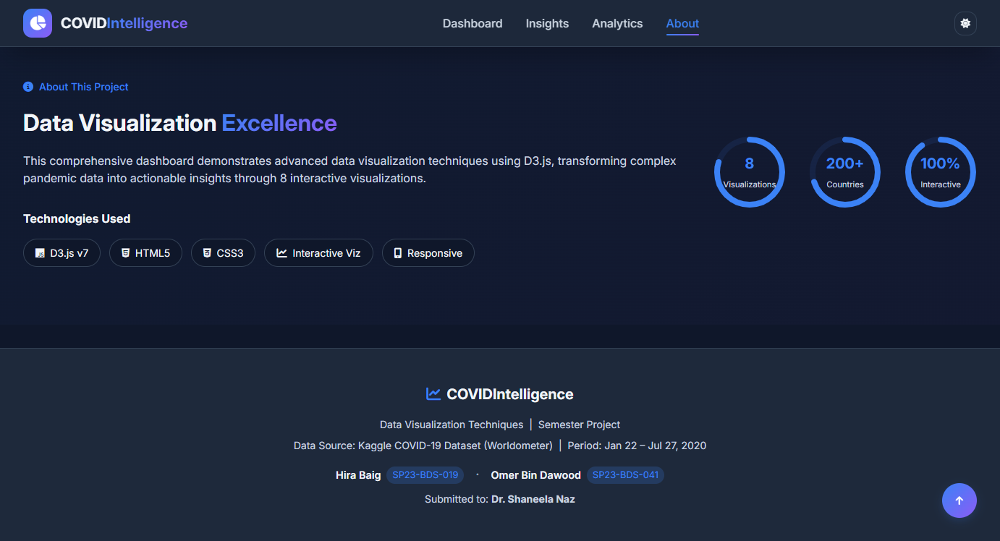 COVIDIntelligence
Dashboard
Insights
Analytics
About
About This Project
Data Visualization Excellence
This comprehensive dashboard demonstrates advanced data visualization techniques using D3.js, transforming complex
pandemic data into actionable insights through 8 interactive visualizations.
8
Visualizations
200+
Countries
100%
Interactive
Technologies Used
JS D3.js v7
HTML5
CSS3
Interactive Viz
Responsive
COVIDIntelligence
Data Visualization Techniques | Semester Project
Data Source: Kaggle COVID-19 Dataset (Worldometer) | Period: Jan 22 – Jul 27, 2020
Hira Baig SP23-BDS-019 · Omer Bin Dawood SP23-BDS-041
Submitted to: Dr. Shaneela Naz